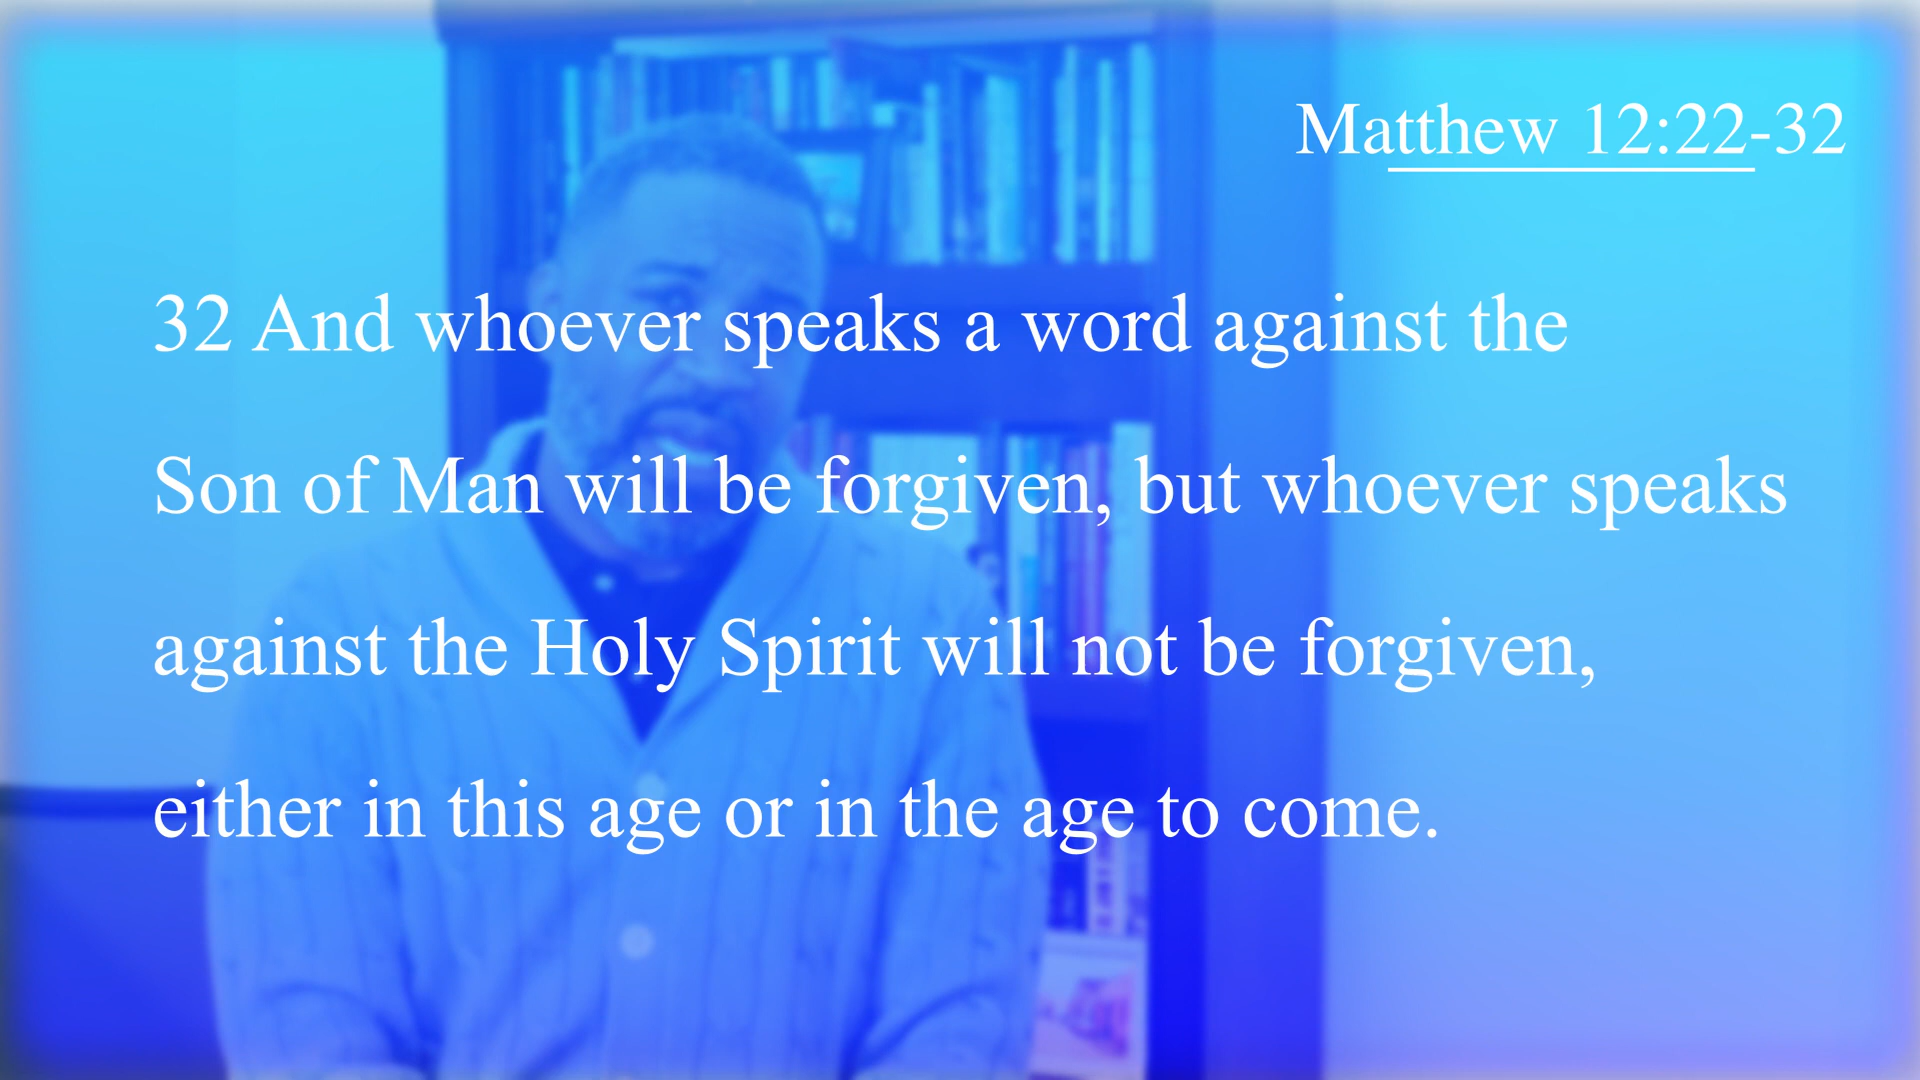 Matthew 12:22-32
32 And whoever speaks a word against the
Son of Man will be forgiven, but whoever speaks
against the Holy Spirit will not be forgiven,
either in this age or in the age to come.